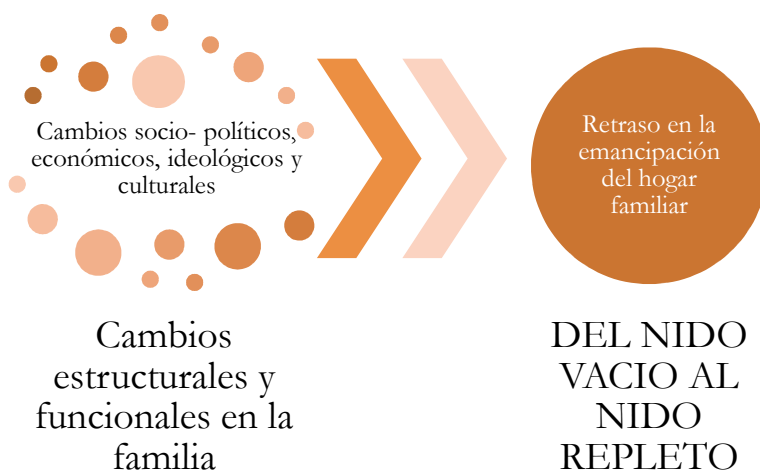 Cambios socio- políticos,
económicos, ideológicos y
culturales
Retraso en la
emancipación
del hogar
familiar
Cambios
estructurales y
funcionales en la
familia
DEL NIDO
VACIO AL
NIDO
REPLETO